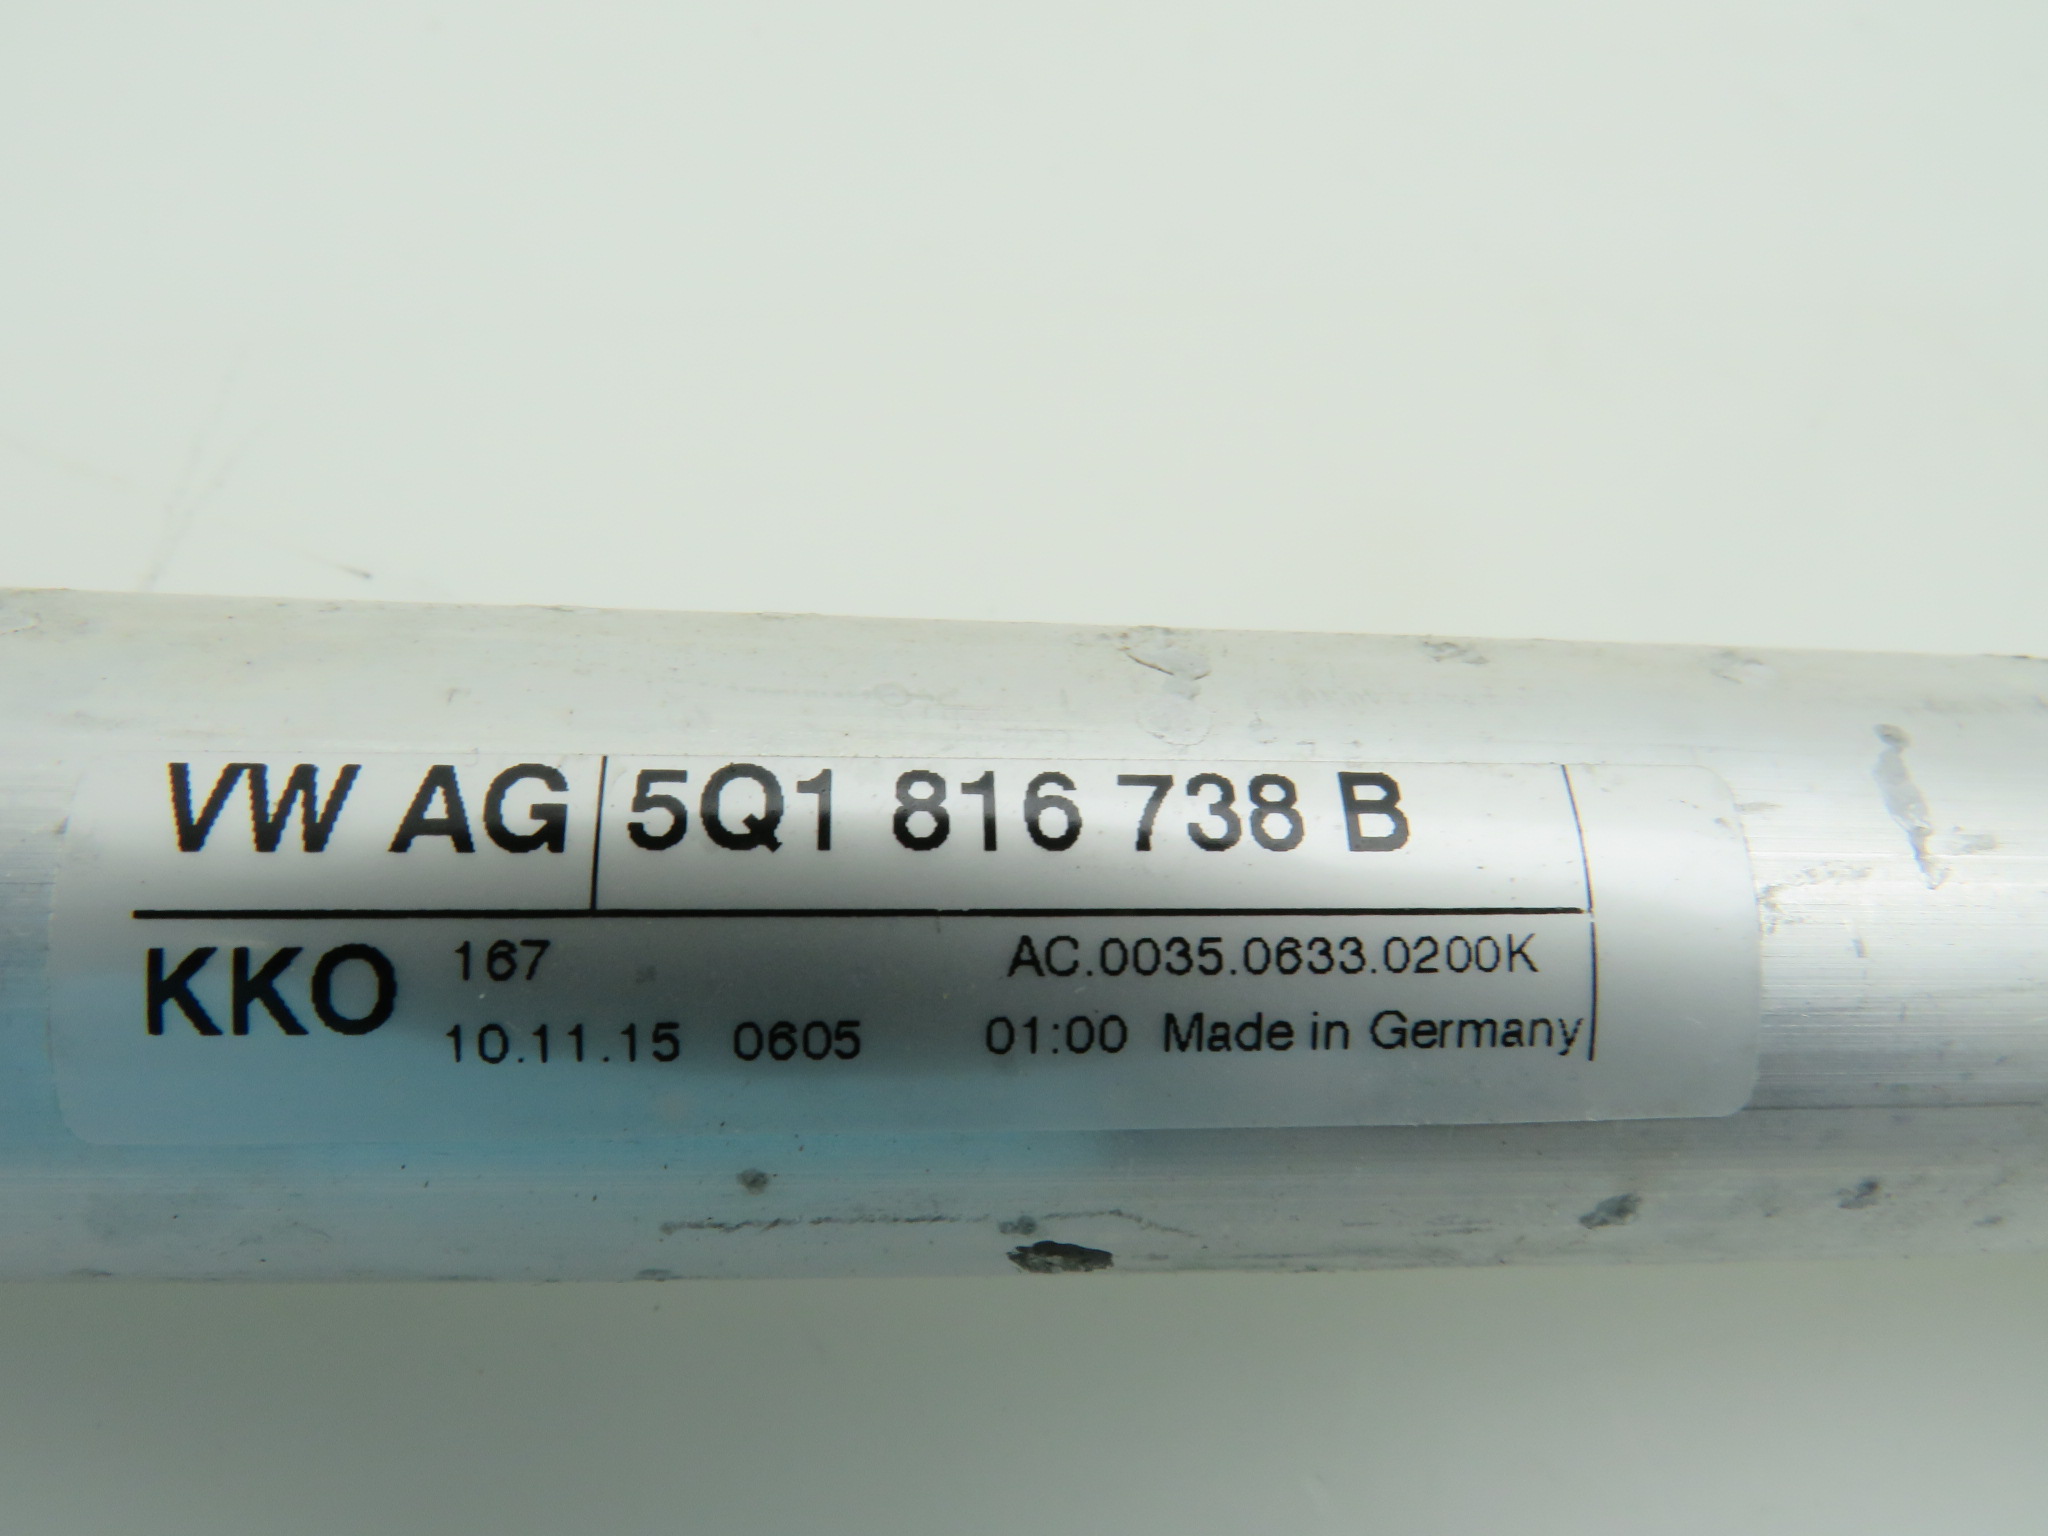 VW AG 5Q1 816 738 B
KKO 167 AC.0035.0633.0200K
10.11.15 0605 01:00 Made in Germany